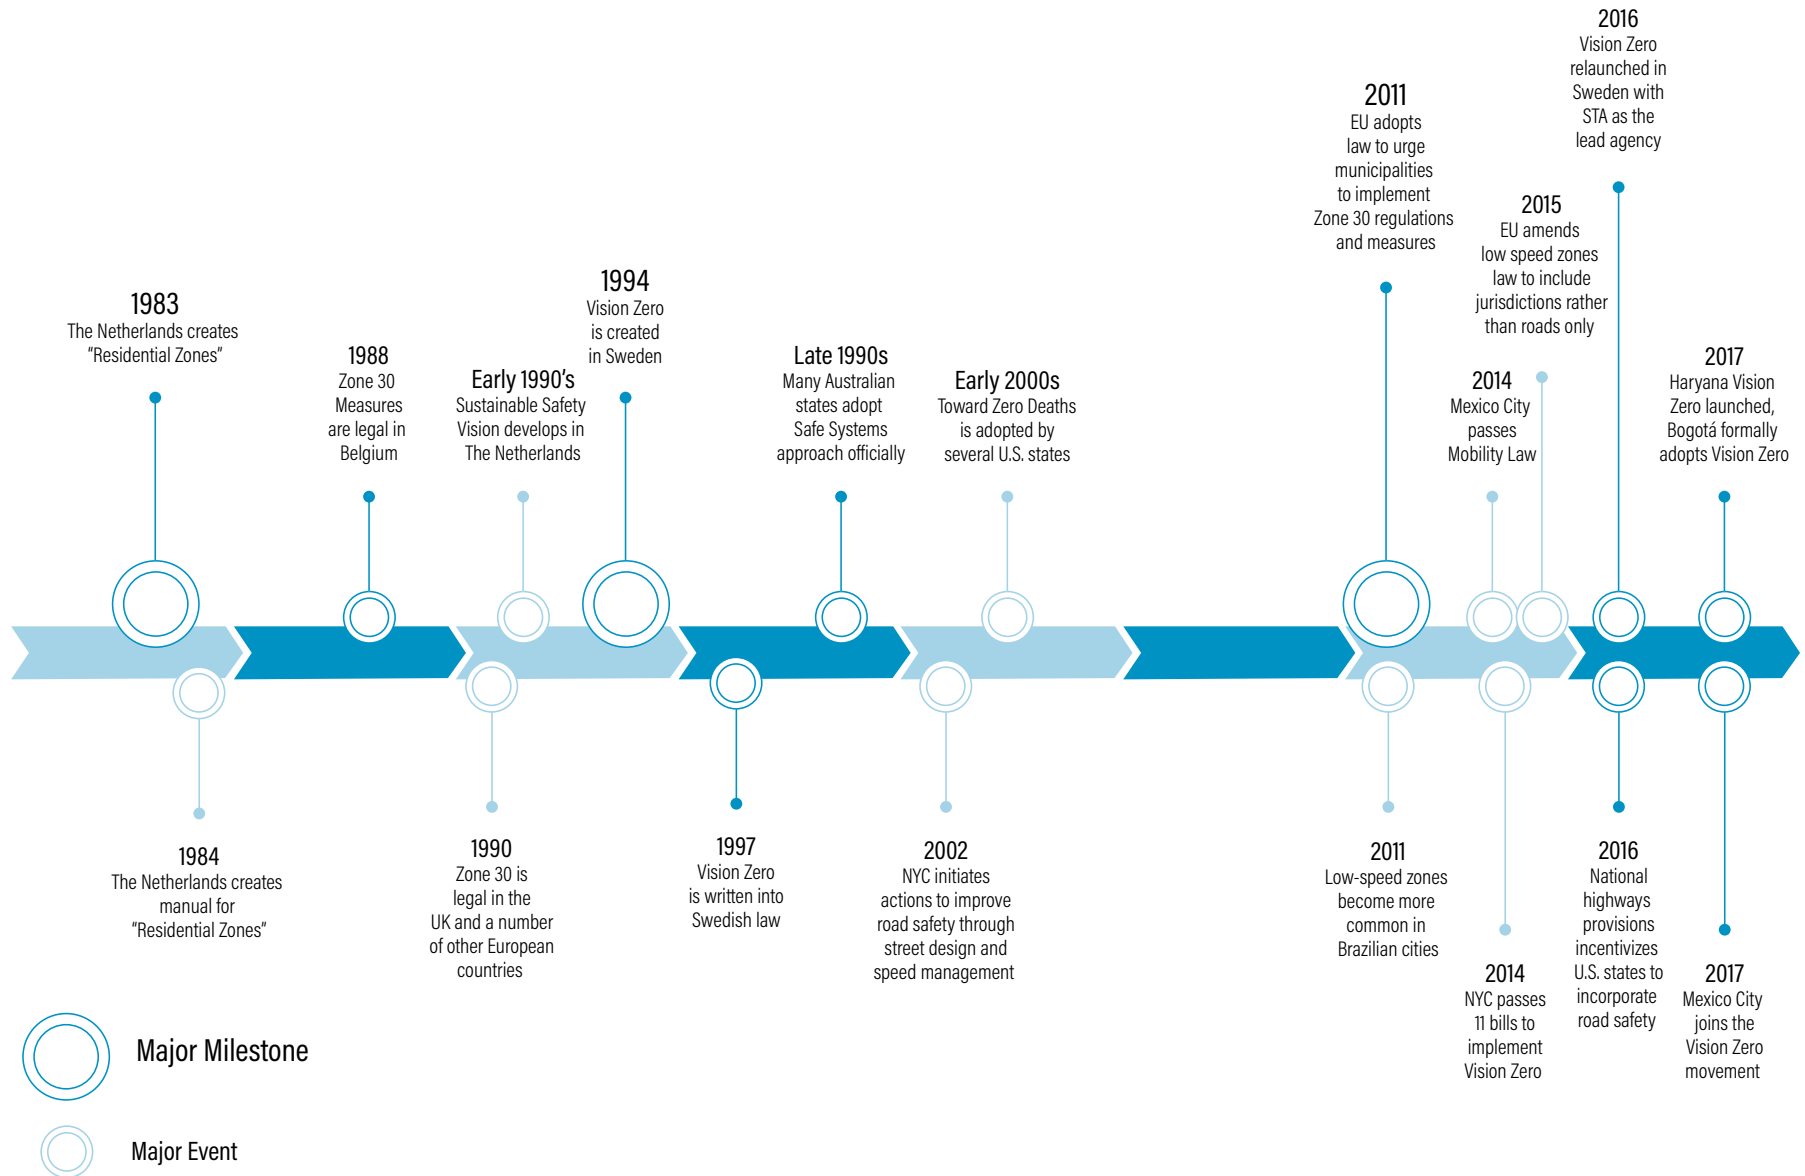 1983
The Netherlands creates
"Residential Zones"
1988
Zone 30
Measures
are legal in
Belgium
Early 1990's
Sustainable Safety
Vision develops in
The Netherlands
1994
Vision Zero
is created
in Sweden
Late 1990s
Many Australian
states adopt
Safe Systems
approach officially
Early 2000s
Toward Zero Deaths
is adopted by
several U.S. states
2011
EU adopts
law to urge
municipalities
to implement
Zone 30 regulations
and measures
2014
Mexico City
passes
Mobility Law
2015
EU amends
low speed zones
law to include
jurisdictions rather
than roads only
2016
Vision Zero
relaunched in
Sweden with
STA as the
lead agency
2017
Haryana Vision
Zero launched,
Bogotá formally
adopts Vision Zero
1984
The Netherlands creates
manual for
"Residential Zones"
1990
Zone 30 is
legal in the
UK and a number
of other European
countries
1997
Vision Zero
is written into
Swedish law
2002
NYC initiates
actions to improve
road safety through
street design and
speed management
2011
Low-speed zones
become more
common in
Brazilian cities
2014
NYC passes
11 bills to
implement
Vision Zero
2016
National
highways
provisions
incentivizes
U.S. states to
incorporate
road safety
2017
Mexico City
joins the
Vision Zero
movement
Major Milestone
Major Event